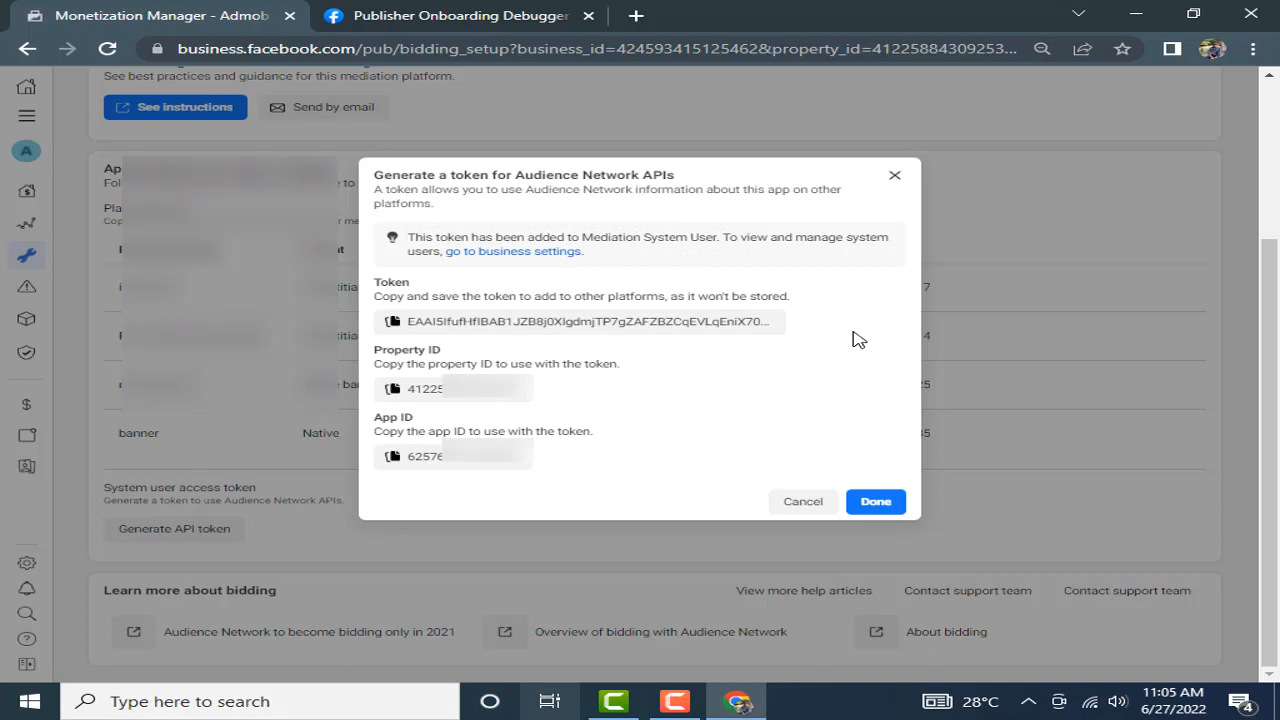 Monetization Manager - Admob
Publisher Onboarding Debugger
business.facebook.com/pub/bidding_setup?business_id=424593415125462&property_id=41225884309253...
See best practices and guidance for this mediation platform.
See instructions
Send by email
A
Generate a token for Audience Network APIs
A token allows you to use Audience Network information about this app on other
platforms.
This token has been added to Mediation System User. To view and manage system
users, go to business settings.
Token
Copy and save the token to add to other platforms, as it won't be stored.
Property ID
Copy the property ID to use with the token.
41225
App ID
Copy the app ID to use with the token.
62576
Cancel
Done
banner
Native
System user access token
Generate a token to use Audience Network APIs.
Generate API token
Learn more about bidding
View more help articles
Contact support team
Contact support team
Audience Network to become bidding only in 2021
Overview of bidding with Audience Network
About bidding
Type here to search
28°C
11:05 AM
6/27/2022
4